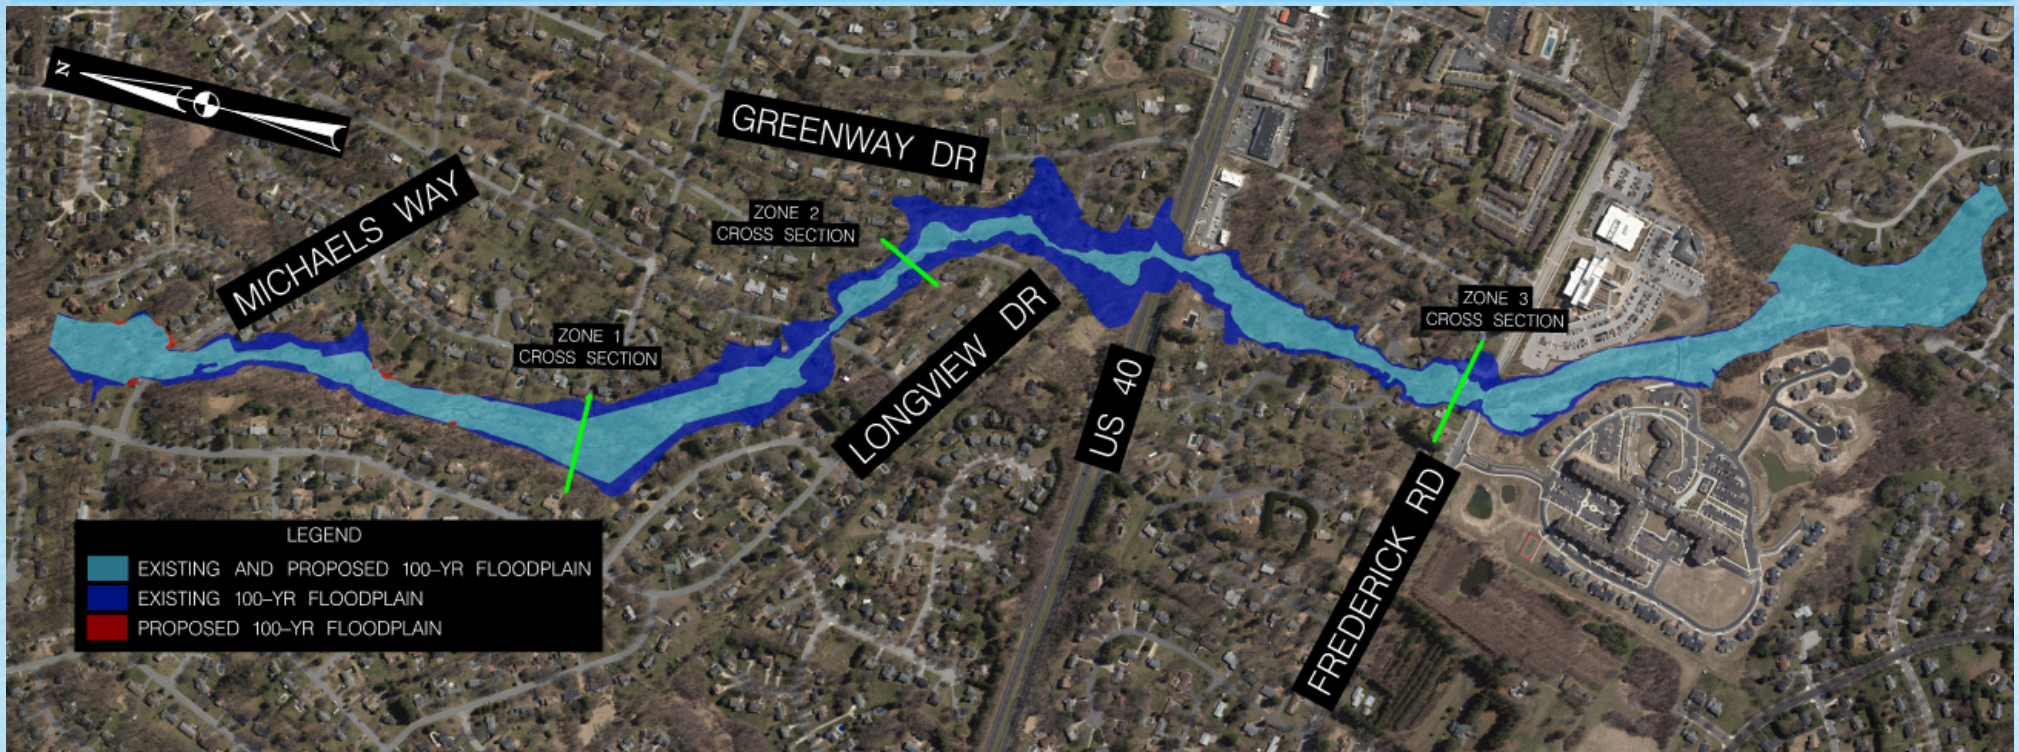 N
MICHAELS WAY
GREENWAY DR
ZONE 2
CROSS SECTION
ZONE 1
CROSS SECTION
LONGVIEW DR
US 40
ZONE 3
CROSS SECTION
FREDERICK RD
LEGEND
EXISTING AND PROPOSED 100-YR FLOODPLAIN
EXISTING 100-YR FLOODPLAIN
PROPOSED 100-YR FLOODPLAIN